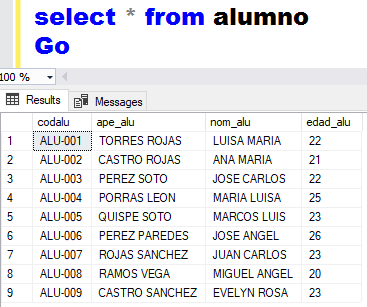 select * from alumno
Go
100 %
Results Messages
codalu ape_alu nom_alu edad_alu
1 ALU-001 TORRES ROJAS LUISA MARIA 22
2 ALU-002 CASTRO ROJAS ANA MARIA 21
3 ALU-003 PEREZ SOTO JOSE CARLOS 22
4 ALU-004 PORRAS LEON MARIA LUISA 25
5 ALU-005 QUISPE SOTO MARCOS LUIS 23
6 ALU-006 PEREZ PAREDES JOSE ANGEL 26
7 ALU-007 ROJAS SANCHEZ JUAN CARLOS 23
8 ALU-008 RAMOS VEGA MIGUEL ANGEL 20
9 ALU-009 CASTRO SANCHEZ EVELYN ROSA 23